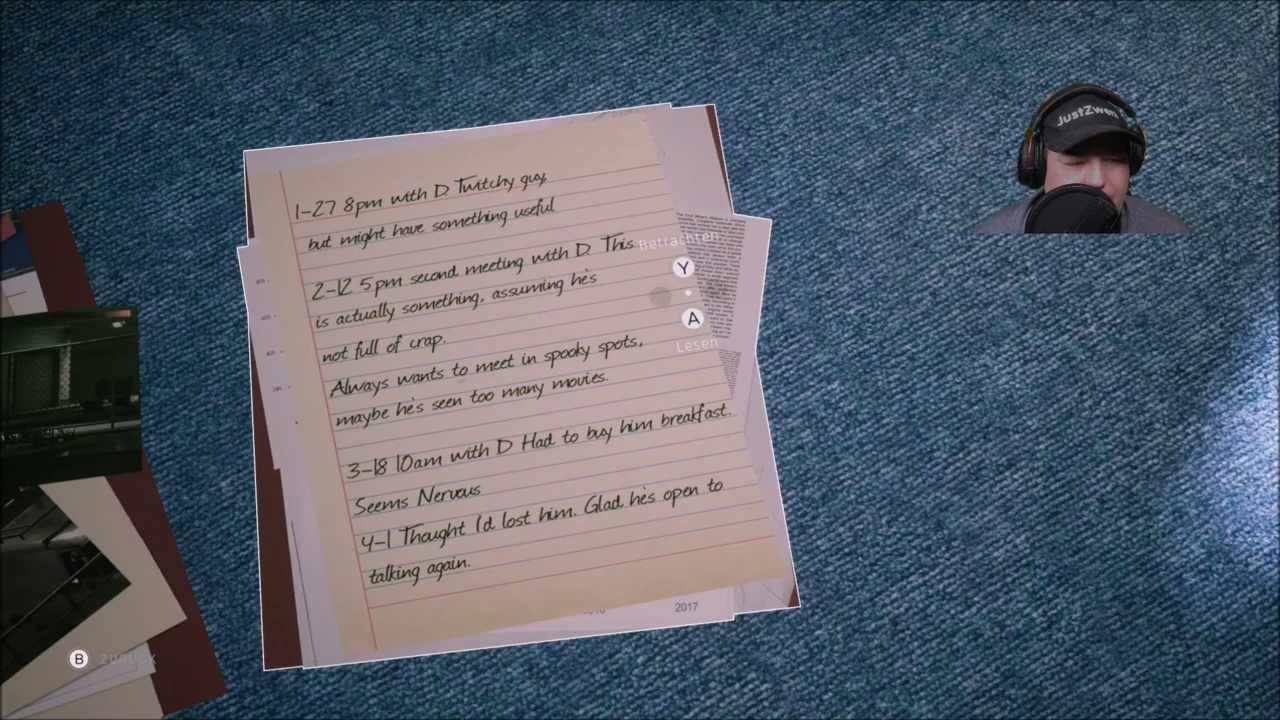 JustZwen
1-27 8pm with D Twitchy guy,
but might have something useful
2-12 5pm second meeting with D. This
is actually something, assuming he's
not full of crap.
Always wants to meet in spooky spots,
maybe he's seen too many movies.
3-18 10am with D Had to buy him breakfast.
Seems Nervous
4-1 Thought I'd lost him. Glad he's open to
talking again.
Betrachten
Y
A
Lesen
2017
B ZURÜCK